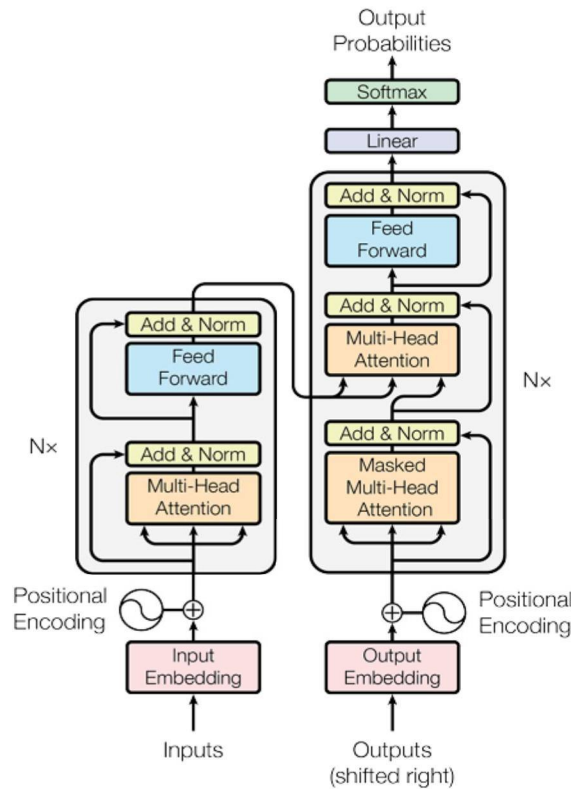 Output
Probabilities
Softmax
Linear
Add & Norm
Feed
Forward
Add & Norm
Multi-Head
Attention
Add & Norm
Masked
Multi-Head
Attention
Nx
Add & Norm
Feed
Forward
Add & Norm
Multi-Head
Attention
N×
Positional
Encoding
Positional
Encoding
Input
Embedding
Output
Embedding
Inputs
Outputs
(shifted right)